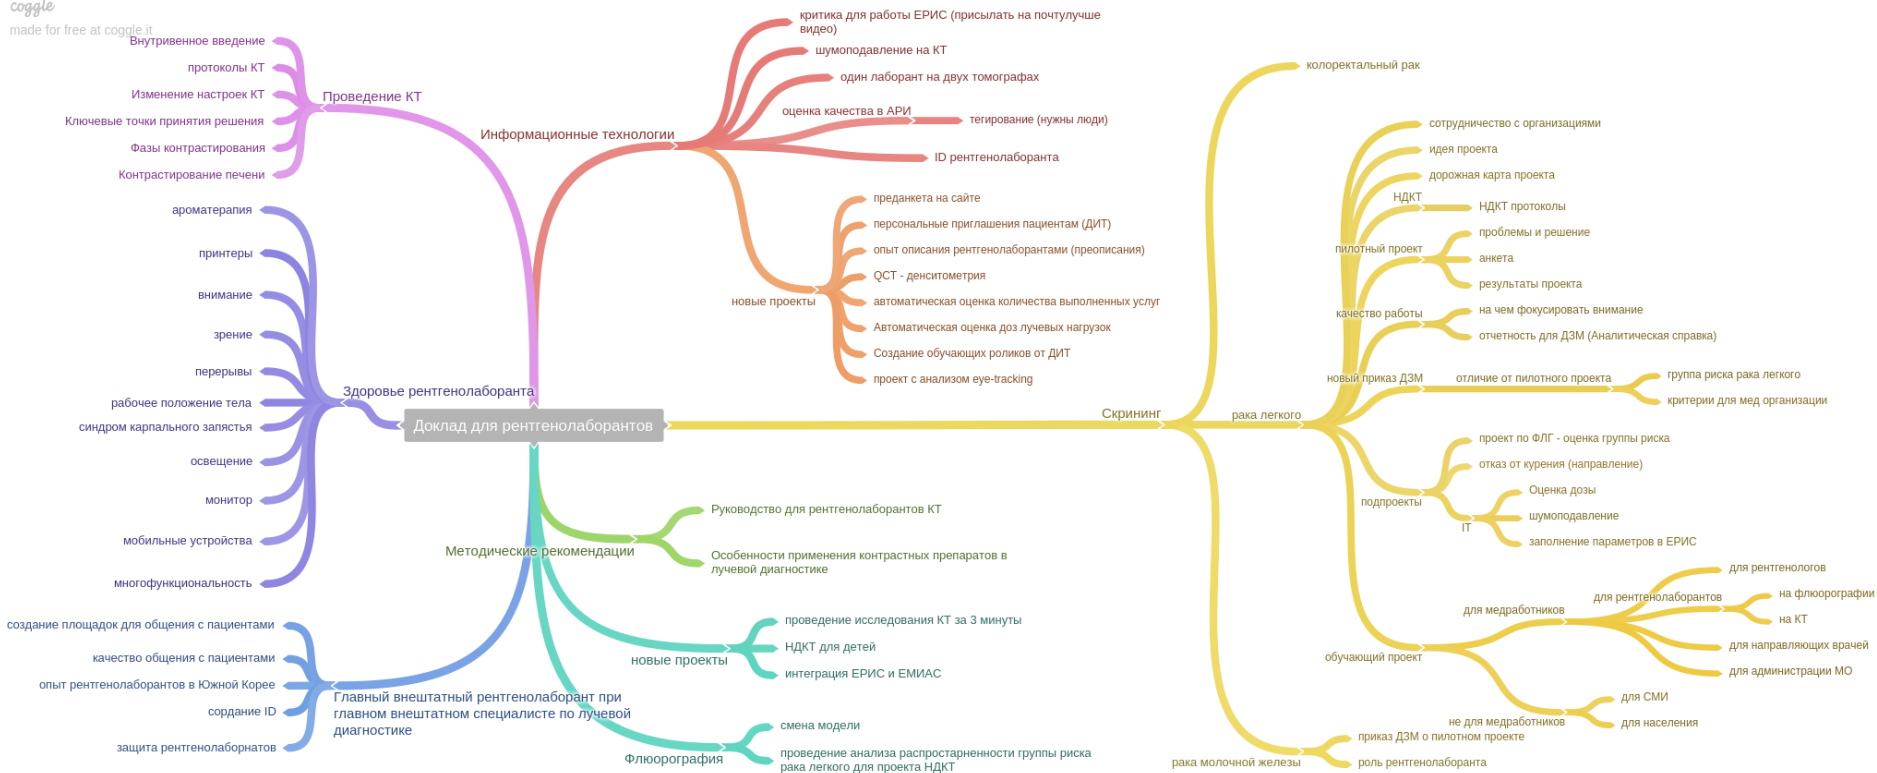 coggle
made for free at coggle.it
Внутривенное введение
протоколы КТ
Изменение настроек КТ
Ключевые точки принятия решения
Фазы контрастирования
Контрастирование печени
Проведение КТ
ароматерапия
принтеры
внимание
зрение
перерывы
рабочее положение тела
синдром карпального запястья
освещение
монитор
мобильные устройства
многофункциональность
Здоровье рентгенолаборанта
создание площадок для общения с пациентами
качество общения с пациентами
опыт рентгенолаборантов в Южной Корее
сордание ID
защита рентгенолаборнатов
Главный внештатный рентгенолаборант при
главном внештатном специалисте по лучевой
диагностике
Доклад для рентгенолаборантов
Информационные технологии
критика для работы ЕРИС (присылать на почтулучше
видео)
шумоподавление на КТ
один лаборант на двух томографах
оценка качества в АРИ
тегирование (нужны люди)
ID рентгенолаборанта
новые проекты
преданкета на сайте
персональные приглашения пациентам (ДИТ)
опыт описания рентгенолаборантами (преописания)
QCT - денситометрия
автоматическая оценка количества выполненных услуг
Автоматическая оценка доз лучевых нагрузок
Создание обучающих роликов от ДИТ
проект с анализом eye-tracking
Методические рекомендации
Руководство для рентгенолаборантов КТ
Особенности применения контрастных препаратов в
лучевой диагностике
новые проекты
проведение исследования КТ за 3 минуты
НДКТ для детей
интеграция ЕРИС и ЕМИАС
Флюорография
смена модели
проведение анализа распростарненности группы риска
рака легкого для проекта НДКТ
Скрининг
колоректальный рак
рака легкого
сотрудничество с организациями
идея проекта
дорожная карта проекта
НДКТ
НДКТ протоколы
пилотный проект
проблемы и решение
анкета
результаты проекта
качество работы
на чем фокусировать внимание
отчетность для ДЗМ (Аналитическая справка)
новый приказ ДЗМ
отличие от пилотного проекта
группа риска рака легкого
критерии для мед организации
подпроекты
проект по ФЛГ - оценка группы риска
отказ от курения (направление)
IT
Оценка дозы
шумоподавление
заполнение параметров в ЕРИС
обучающий проект
для медработников
для рентгенологов
для рентгенолаборантов
на флюорографии
на КТ
для направляющих врачей
для администрации МО
не для медработников
для СМИ
для населения
рака молочной железы
приказ ДЗМ о пилотном проекте
роль рентгенолаборанта